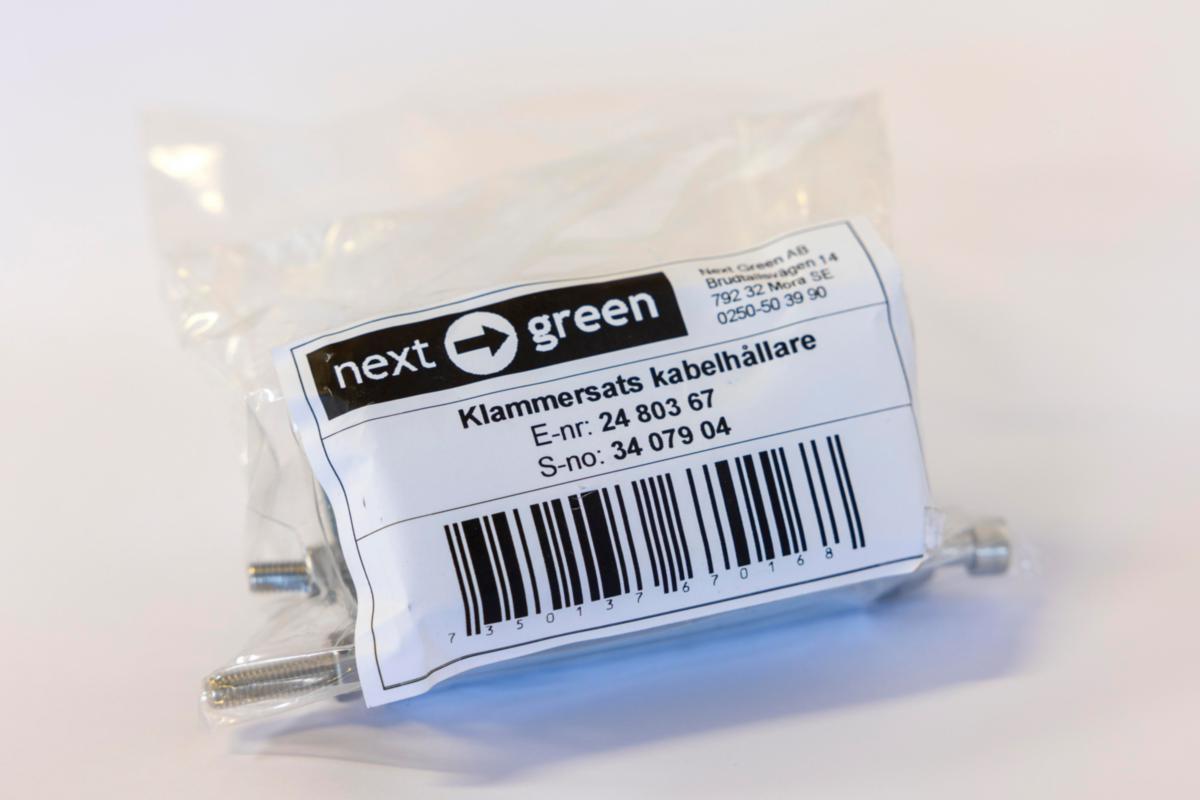 next green
Next Green AB
Brudtallsvägen 14
792 32 Mora SE
0250-50 39 90
Klammersats kabelhållare
E-nr: 24 803 67
S-no: 34 079 04
7350137670168